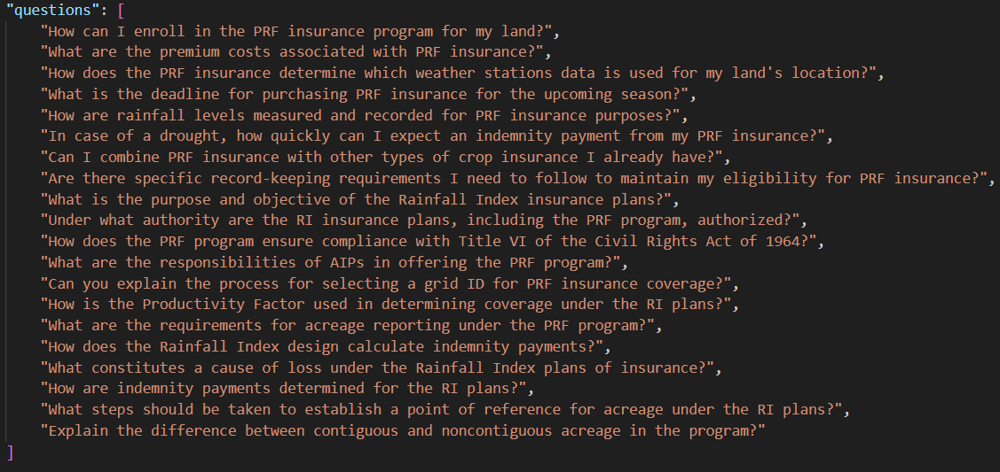 "questions": [
"How can I enroll in the PRF insurance program for my land?",
"What are the premium costs associated with PRF insurance?",
"How does the PRF insurance determine which weather stations data is used for my land's location?",
"What is the deadline for purchasing PRF insurance for the upcoming season?",
"How are rainfall levels measured and recorded for PRF insurance purposes?",
"In case of a drought, how quickly can I expect an indemnity payment from my PRF insurance?",
"Can I combine PRF insurance with other types of crop insurance I already have?",
"Are there specific record-keeping requirements I need to follow to maintain my eligibility for PRF insurance?",
"What is the purpose and objective of the Rainfall Index insurance plans?",
"Under what authority are the RI insurance plans, including the PRF program, authorized?",
"How does the PRF program ensure compliance with Title VI of the Civil Rights Act of 1964?",
"What are the responsibilities of AIPs in offering the PRF program?",
"Can you explain the process for selecting a grid ID for PRF insurance coverage?",
"How is the Productivity Factor used in determining coverage under the RI plans?",
"What are the requirements for acreage reporting under the PRF program?",
"How does the Rainfall Index design calculate indemnity payments?",
"What constitutes a cause of loss under the Rainfall Index plans of insurance?",
"How are indemnity payments determined for the RI plans?",
"What steps should be taken to establish a point of reference for acreage under the RI plans?",
"Explain the difference between contiguous and noncontiguous acreage in the program?"
]